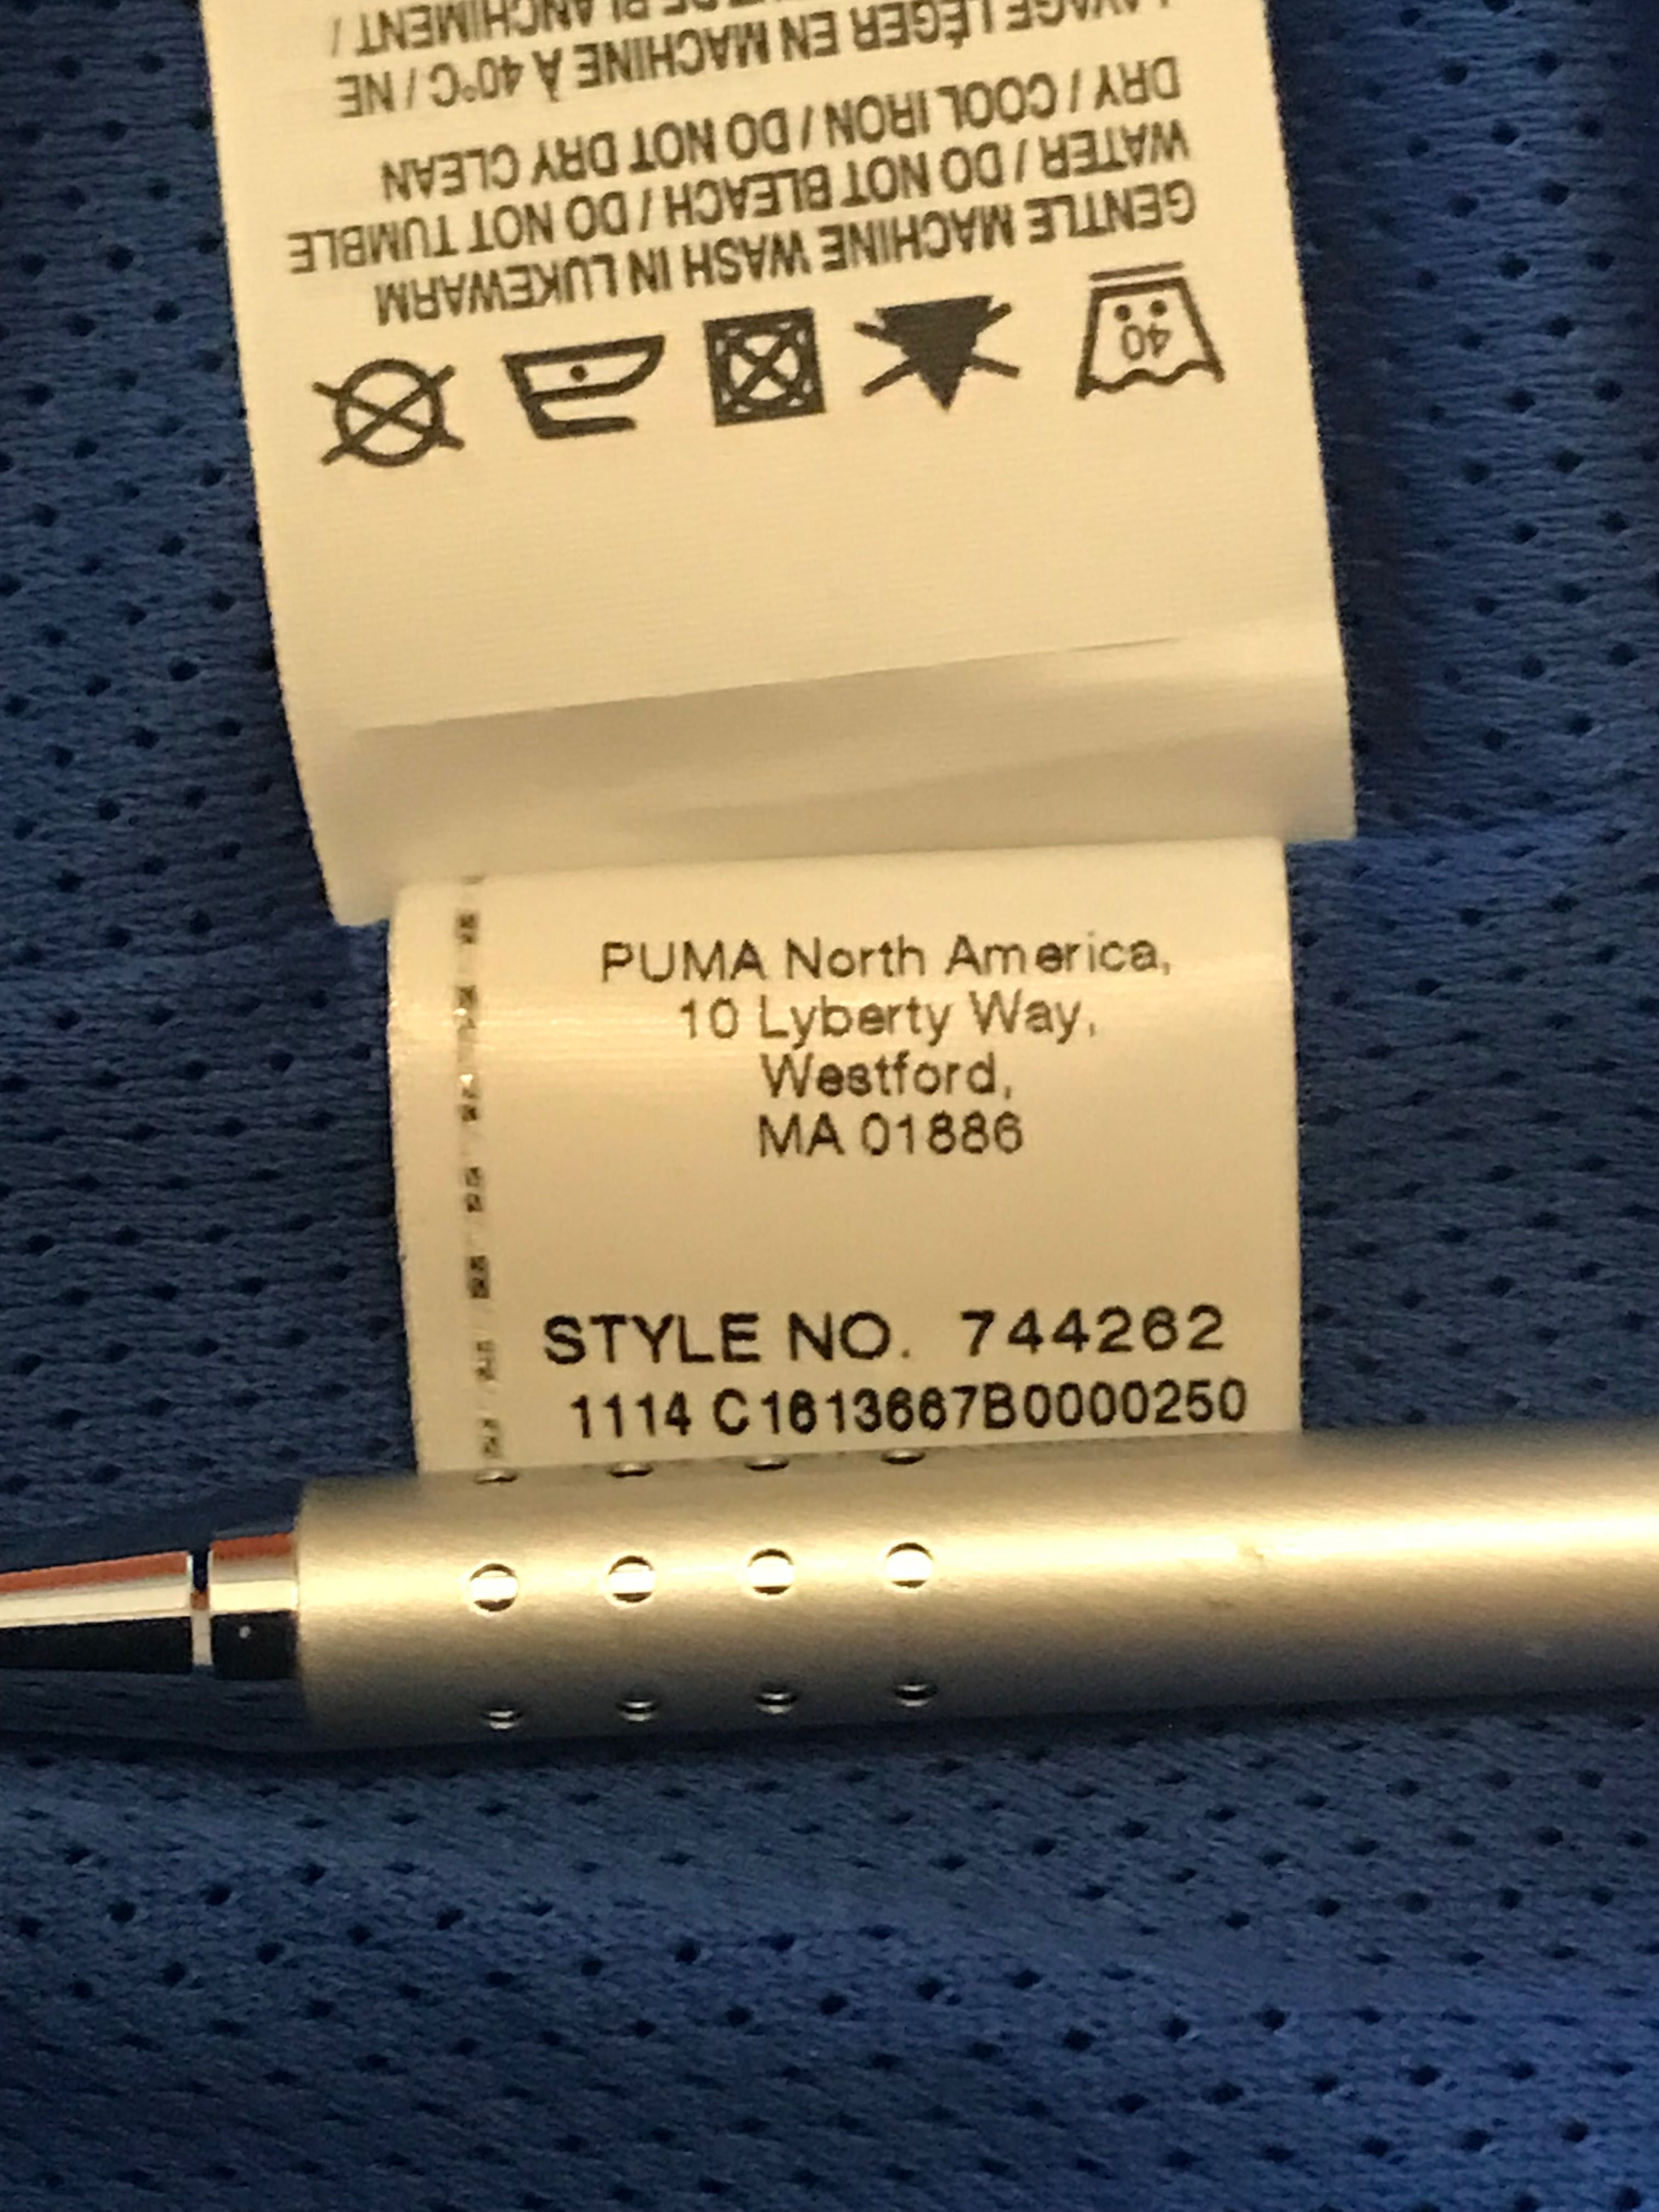 GENTLE MACHINE WASH IN LUKEWARM
WATER / DO NOT BLEACH / DO NOT TUMBLE
DRY / COOL IRON / DO NOT DRY CLEAN
LAVAGE LÉGER EN MACHINE À 40°C / NE
BLANCHIMENT /
40
PUMA North America,
10 Lyberty Way,
Westford,
MA 01886
STYLE NO. 744262
1114 C1613667B0000250